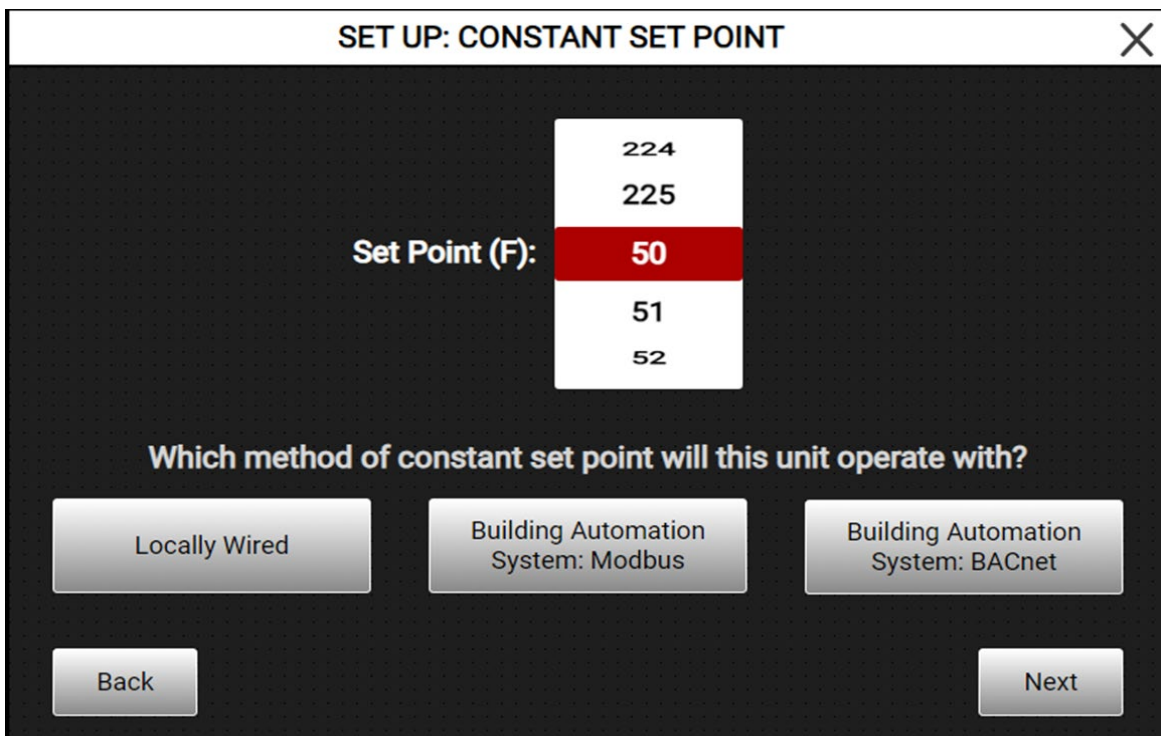 SET UP: CONSTANT SET POINT
224
225
Set Point (F): 50
51
52
Which method of constant set point will this unit operate with?
Locally Wired
Building Automation
System: Modbus
Building Automation
System: BACnet
Back
Next